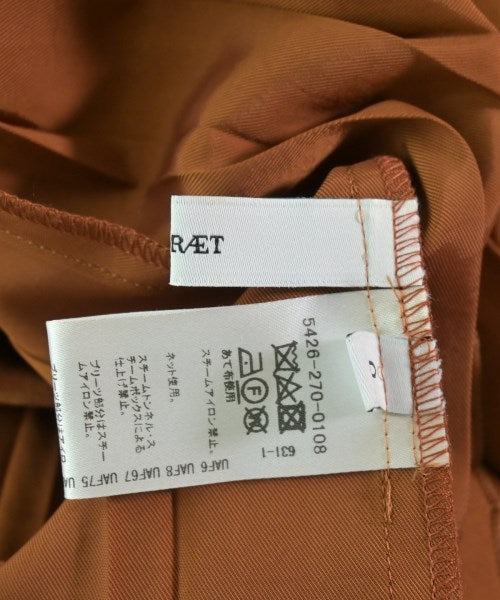 RÆT
5426-270-0108
631-1
あて布使用
スチームアイロン禁止。
ネット使用。
スチームトンネル・ス
チームボックスによる
仕上げ禁止。
プリーツ部分はスチー
ムアイロン禁止。
UAF6 UAF8 UAF67 UAF75